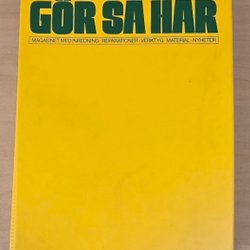 GÖR SÅ HÄR
MAGASINET MED INREDNING · REPARATIONER · VERKTYG · MATERIAL · NYHETER